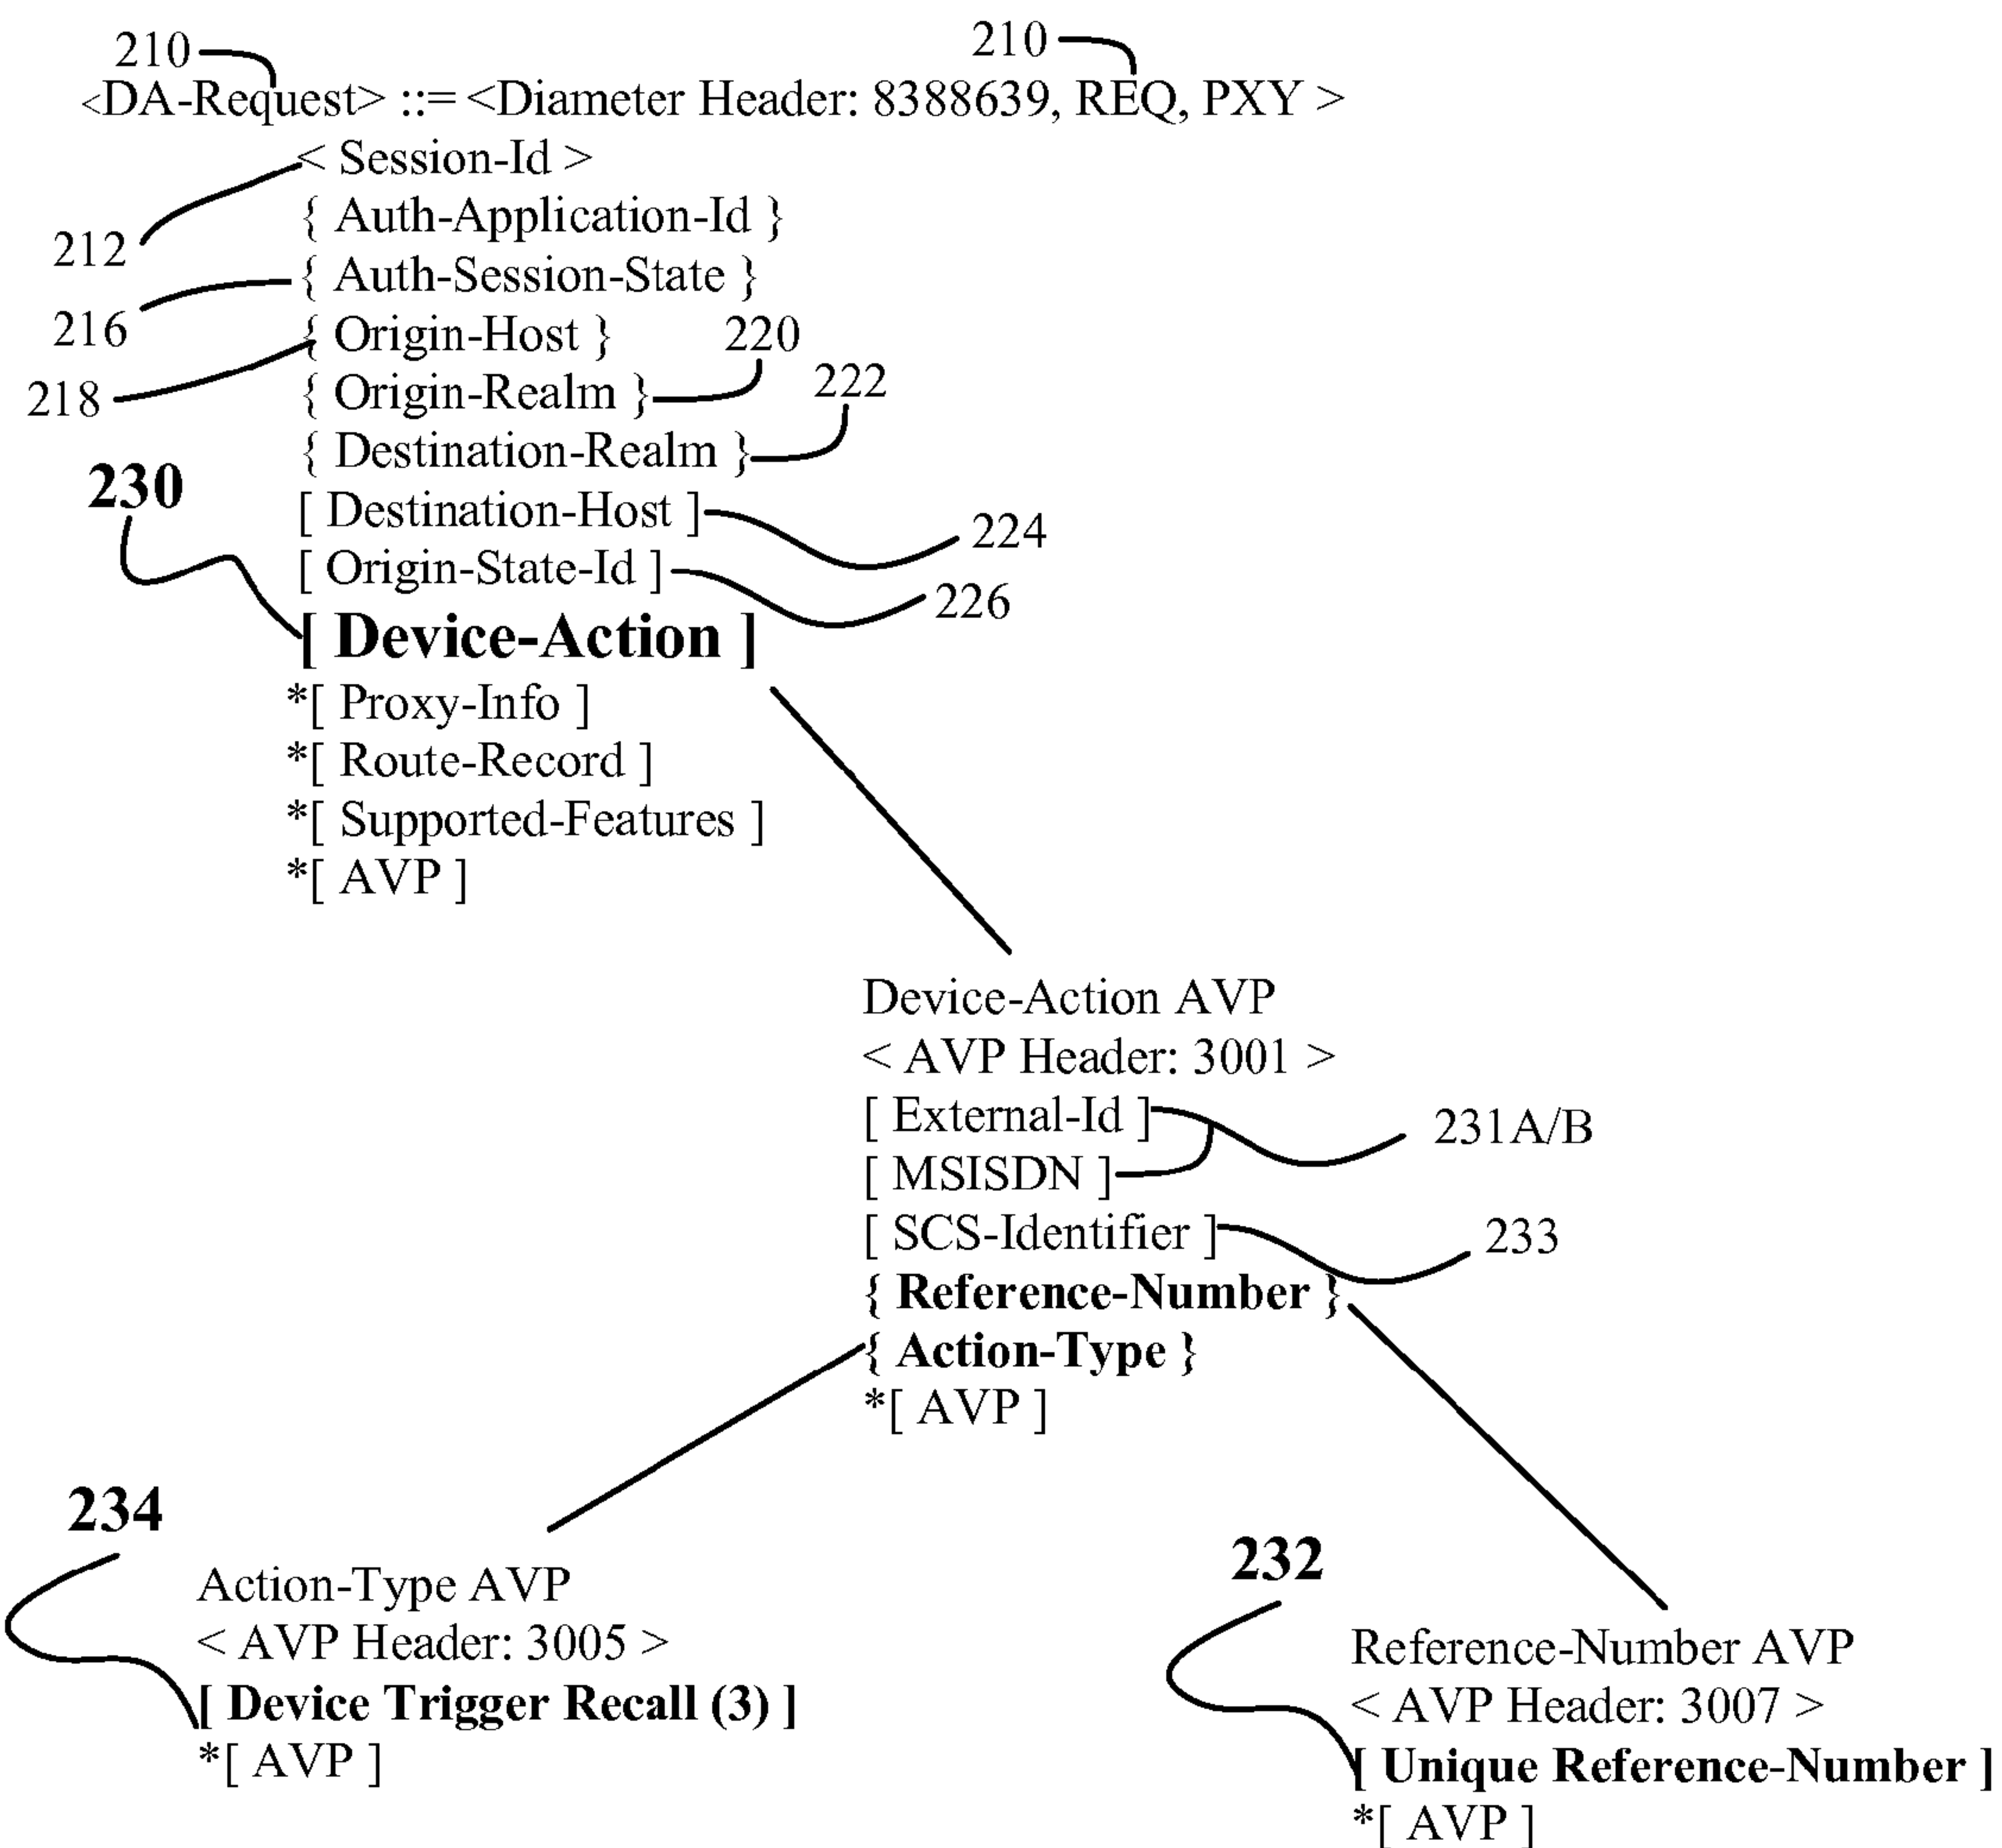 210 210
<DA-Request> ::= <Diameter Header: 8388639, REQ, PXY >
< Session-Id >
{ Auth-Application-Id }
212
{ Auth-Session-State }
216
{ Origin-Host } 220
218
{ Origin-Realm } 222
{ Destination-Realm }
230
[ Destination-Host ] 224
[ Origin-State-Id ] 226
[ Device-Action ]
*[ Proxy-Info ]
*[ Route-Record ]
*[ Supported-Features ]
*[ AVP ]
Device-Action AVP
< AVP Header: 3001 >
[ External-Id ] 231A/B
[ MSISDN ]
[ SCS-Identifier ] 233
{ Reference-Number }
{ Action-Type }
*[ AVP ]
234
Action-Type AVP
< AVP Header: 3005 >
[ Device Trigger Recall (3) ]
*[ AVP ]
232
Reference-Number AVP
< AVP Header: 3007 >
[ Unique Reference-Number ]
*[ AVP ]